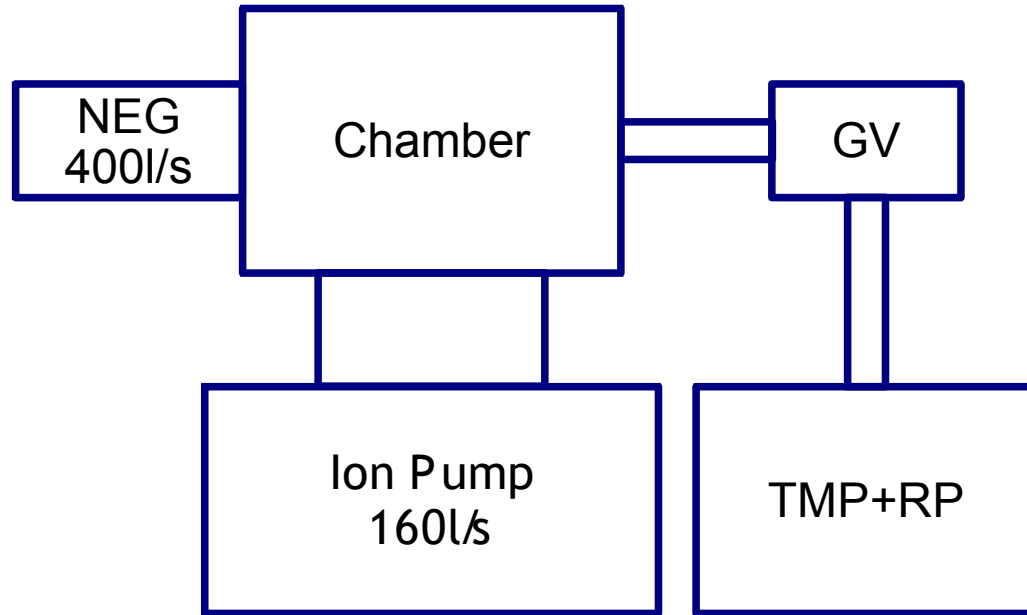 NEG
400l/s
Chamber
GV
Ion Pump
160l/s
TMP+RP